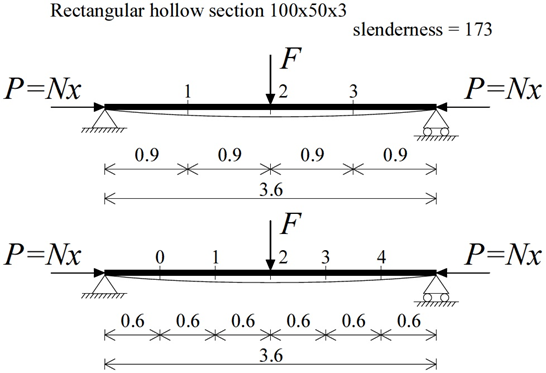 Rectangular hollow section 100x50x3
slenderness = 173
F
P=Nx 1 2 3 P=Nx
0.9 0.9 0.9 0.9
3.6
F
P=Nx 0 1 2 3 4 P=Nx
0.6 0.6 0.6 0.6 0.6 0.6
3.6